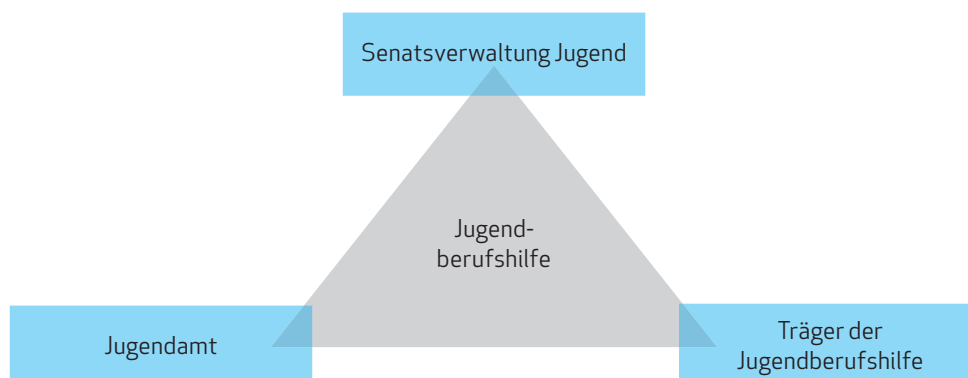 Senatsverwaltung Jugend
Jugend-
berufshilfe
Jugendamt
Träger der
Jugendberufshilfe